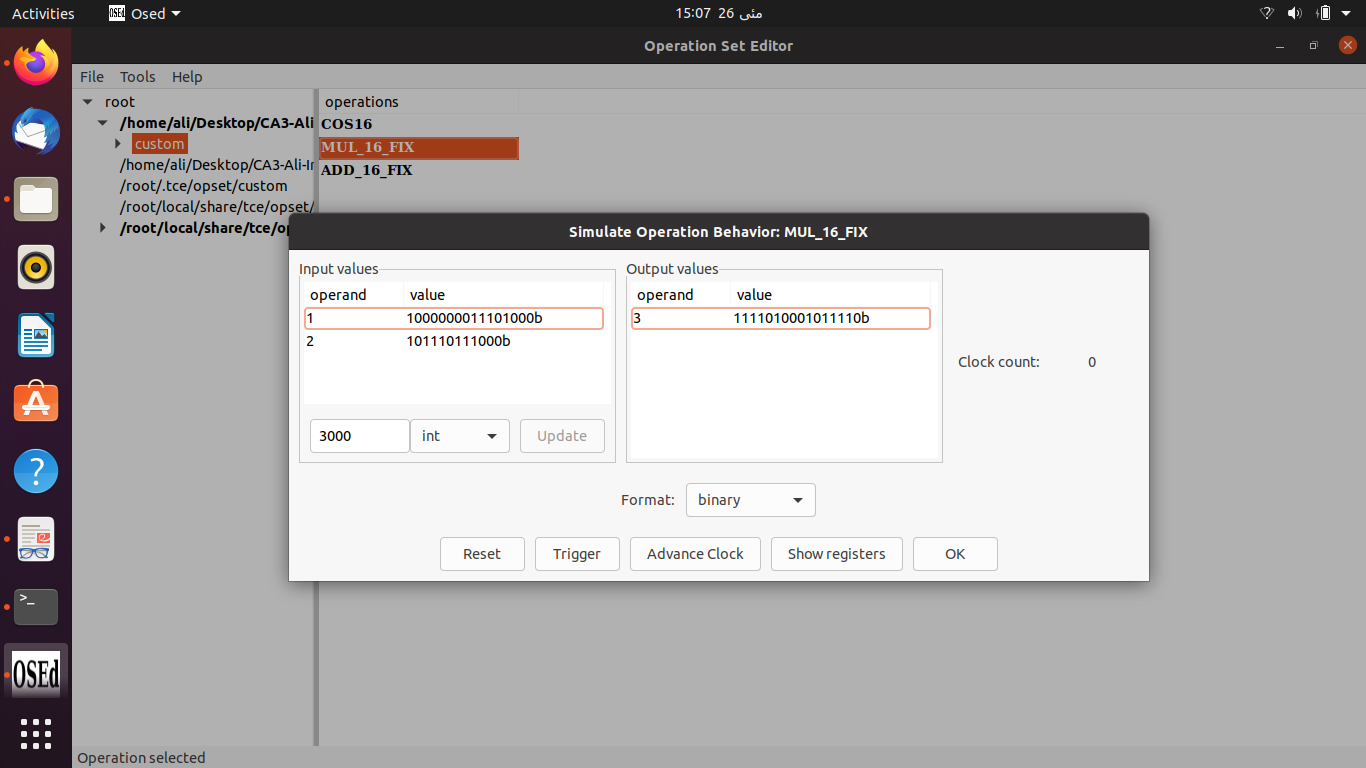 Activities
OSEd Osed
15:07 26 مئی
Operation Set Editor
File Tools Help
root
/home/ali/Desktop/CA3-Ali
custom
/home/ali/Desktop/CA3-Ali-Ir
/root/.tce/opset/custom
/root/local/share/tce/opset/
/root/local/share/tce/op
operations
COS16
MUL_16_FIX
ADD_16_FIX
Simulate Operation Behavior: MUL_16_FIX
Input values
operand value
1 1000000011101000b
2 101110111000b
3000 int Update
Output values
operand value
3 1111010001011110b
Clock count: 0
Format: binary
Reset Trigger Advance Clock Show registers OK
>_
OSEd
Operation selected